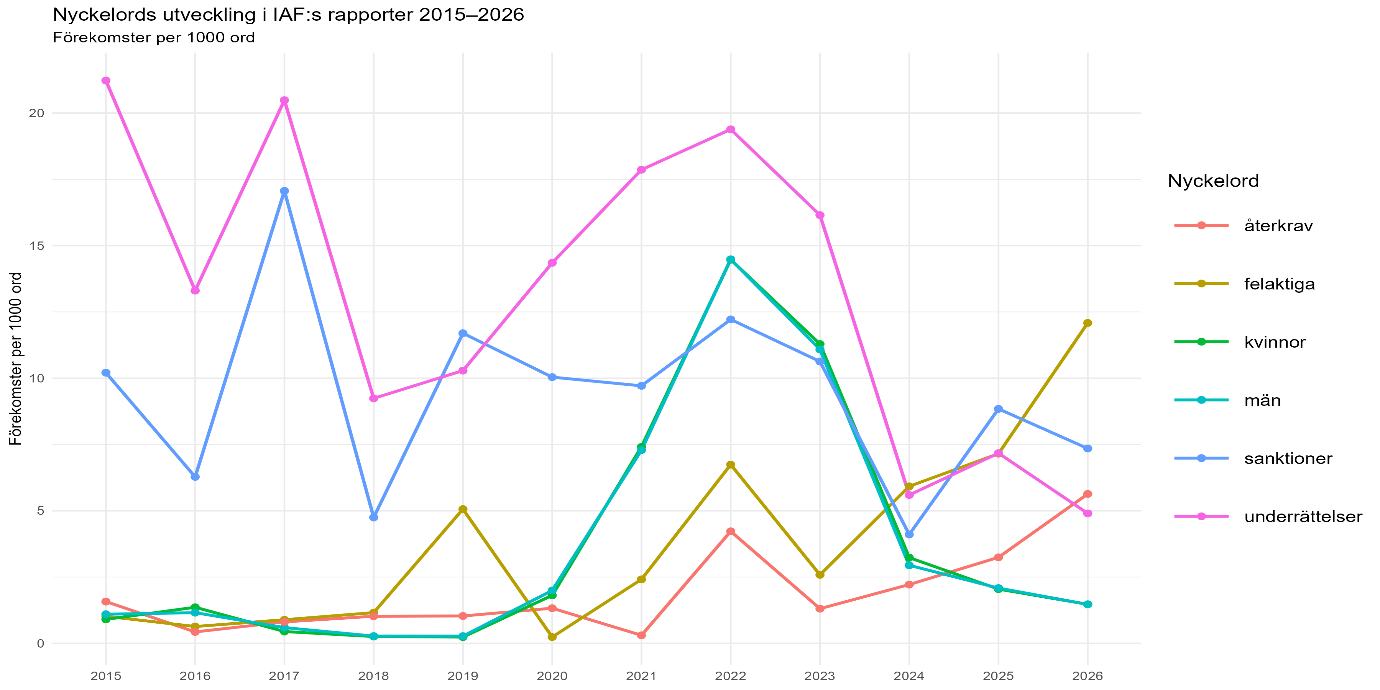 Nyckelords utveckling i IAF:s rapporter 2015–2026
Förekomster per 1000 ord
Förekomster per 1000 ord
20
15
10
5
0
2015 2016 2017 2018 2019 2020 2021 2022 2023 2024 2025 2026
Nyckelord
återkrav
felaktiga
kvinnor
män
sanktioner
underrättelser